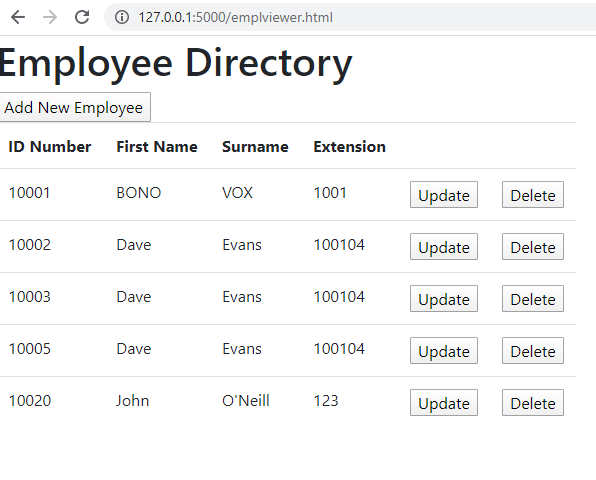 127.0.0.1:5000/emplviewer.html
Employee Directory
Add New Employee
ID Number First Name Surname Extension
10001 BONO VOX 1001 Update Delete
10002 Dave Evans 100104 Update Delete
10003 Dave Evans 100104 Update Delete
10005 Dave Evans 100104 Update Delete
10020 John O'Neill 123 Update Delete